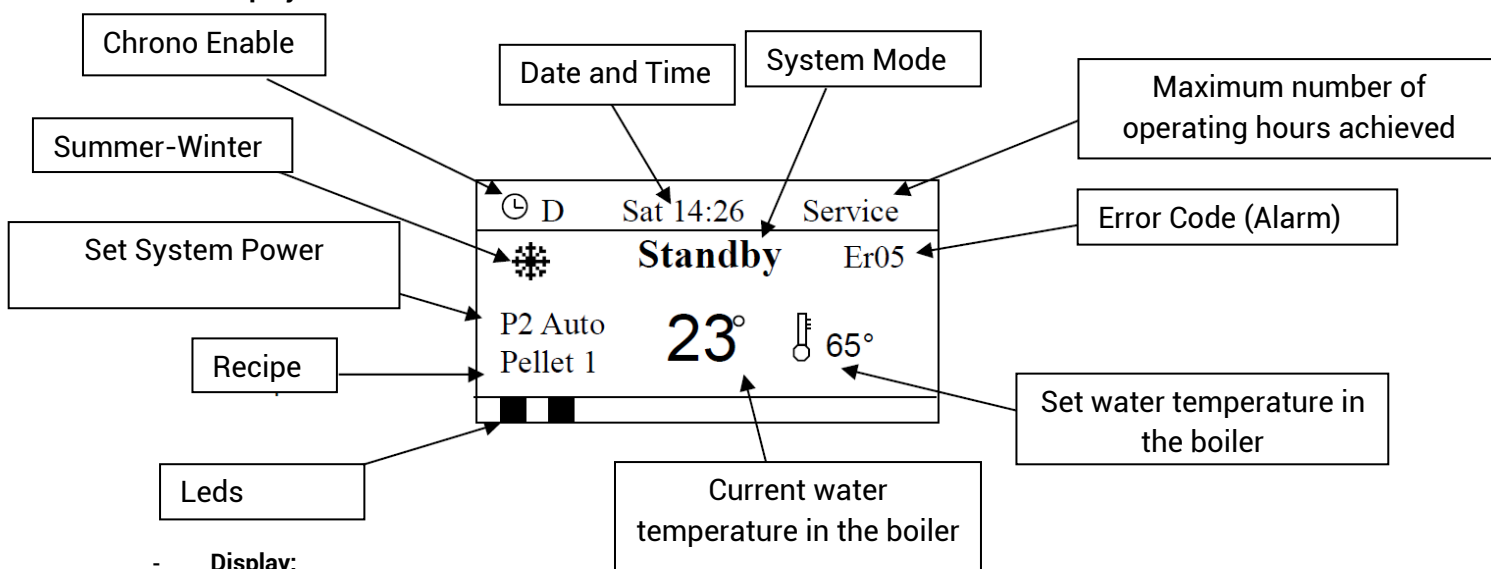 Chrono Enable
Date and Time
System Mode
Maximum number of
operating hours achieved
Summer-Winter
Error Code (Alarm)
Set System Power
Recipe
Set water temperature in
the boiler
Leds
Current water
temperature in the boiler
D Sat 14:26 Service
Standby Er05
P2 Auto 23° 65°
Pellet 1
- Display: